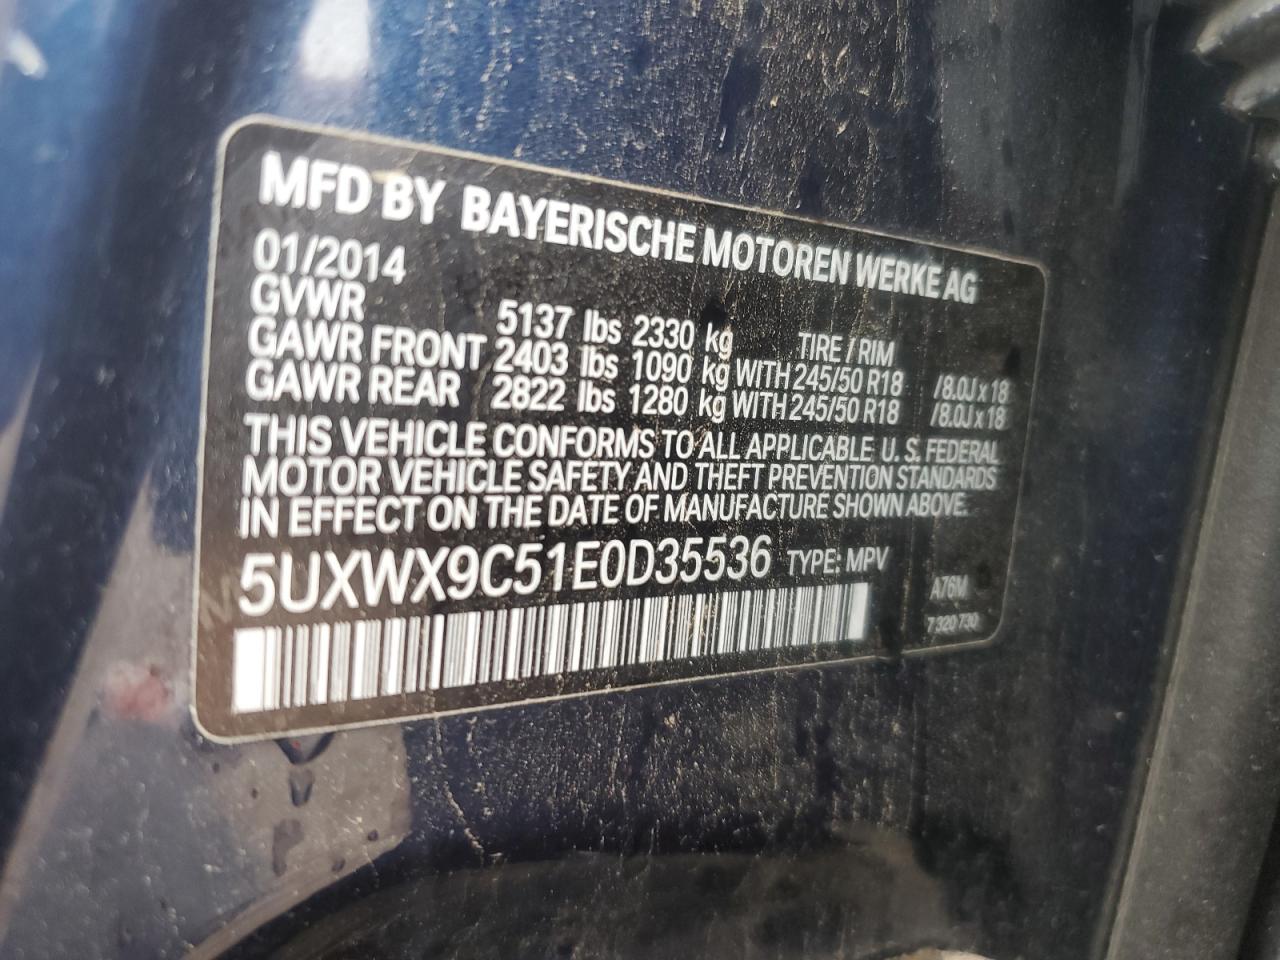 MFD BY BAYERISCHE MOTOREN WERKE AG
01/2014
GVWR 5137 lbs 2330 kg TIRE / RIM
GAWR FRONT 2403 lbs 1090 kg WITH 245/50 R18 /8.0J x 18
GAWR REAR 2822 lbs 1280 kg WITH 245/50 R18 /8.0J x 18
THIS VEHICLE CONFORMS TO ALL APPLICABLE U. S. FEDERAL
MOTOR VEHICLE SAFETY AND THEFT PREVENTION STANDARDS
IN EFFECT ON THE DATE OF MANUFACTURE SHOWN ABOVE.
5UXWX9C51E0D35536 TYPE: MPV
A76M
7 320 730